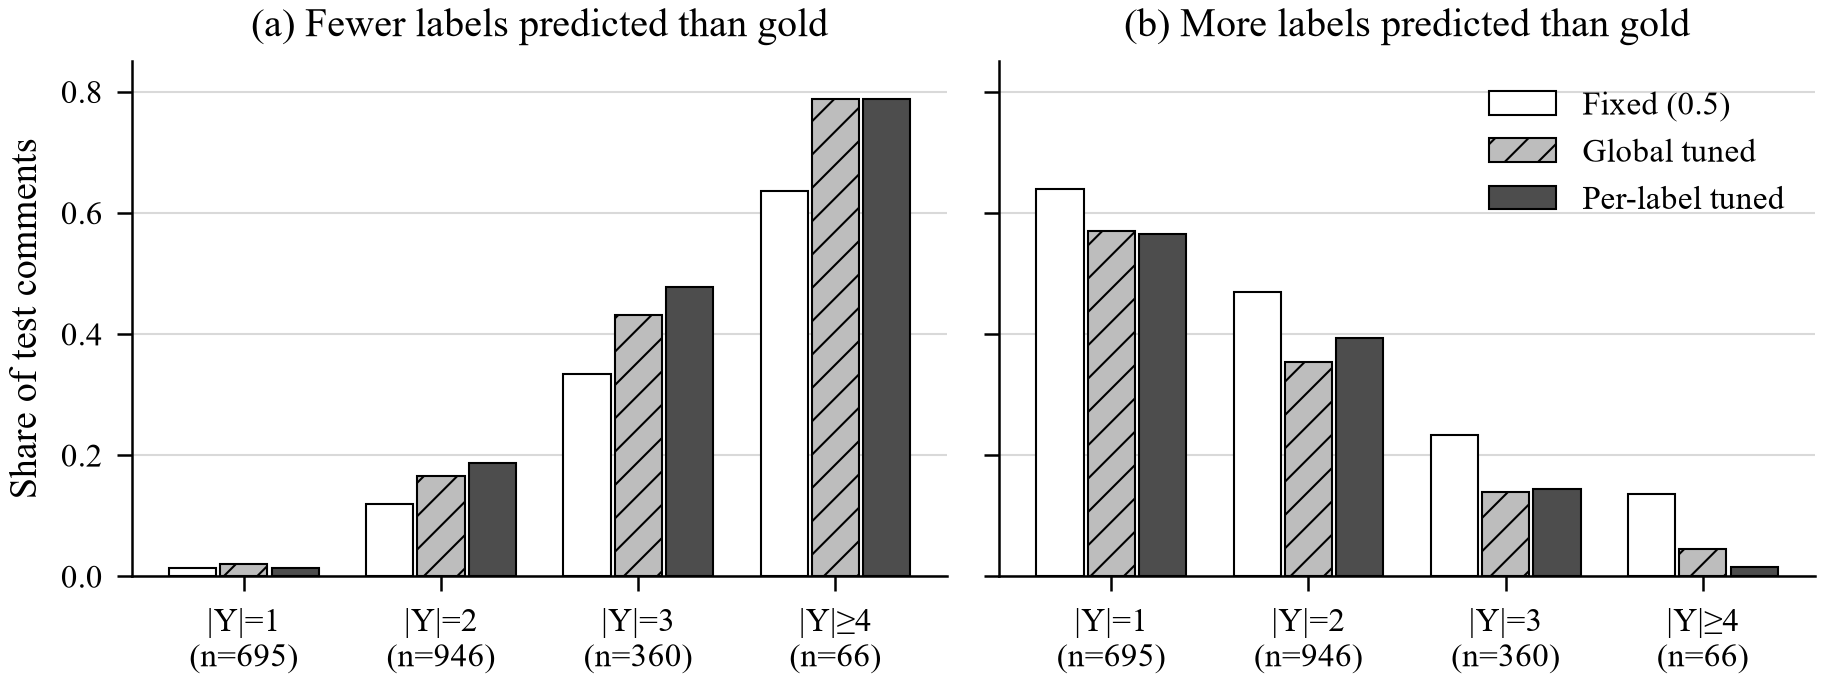 (a) Fewer labels predicted than gold
(b) More labels predicted than gold
Share of test comments
0.8
0.6
0.4
0.2
0.0
Fixed (0.5)
Global tuned
Per-label tuned
|Y|=1
(n=695)
|Y|=2
(n=946)
|Y|=3
(n=360)
|Y|≥4
(n=66)
|Y|=1
(n=695)
|Y|=2
(n=946)
|Y|=3
(n=360)
|Y|≥4
(n=66)